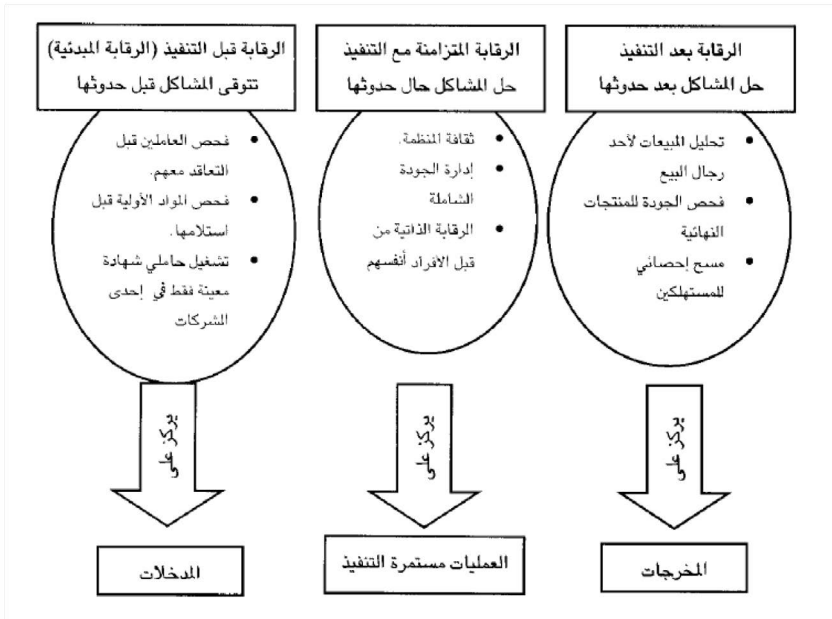 الرقابة بعد التنفيذ
حل المشاكل بعد حدوثها
تحليل المبيعات لأحد
رجال البيع
فحص الجودة للمنتجات
النهائية
مسح إحصائي
للمستهلكين
يركز على
المخرجات
الرقابة المتزامنة مع التنفيذ
حل المشاكل حال حدوثها
ثقافة المنظمة.
إدارة الجودة
الشاملة
الرقابة الذاتية من
قبل الأفراد أنفسهم
يركز على
العمليات مستمرة التنفيذ
الرقابة قبل التنفيذ (الرقابة المبدئية)
تتوقى المشاكل قبل حدوثها
فحص العاملين قبل
التعاقد معهم.
فحص المواد الأولية قبل
استلامها.
تشغيل حاملي شهادة
معينة فقط في إحدى
الشركات
يركز على
المدخلات